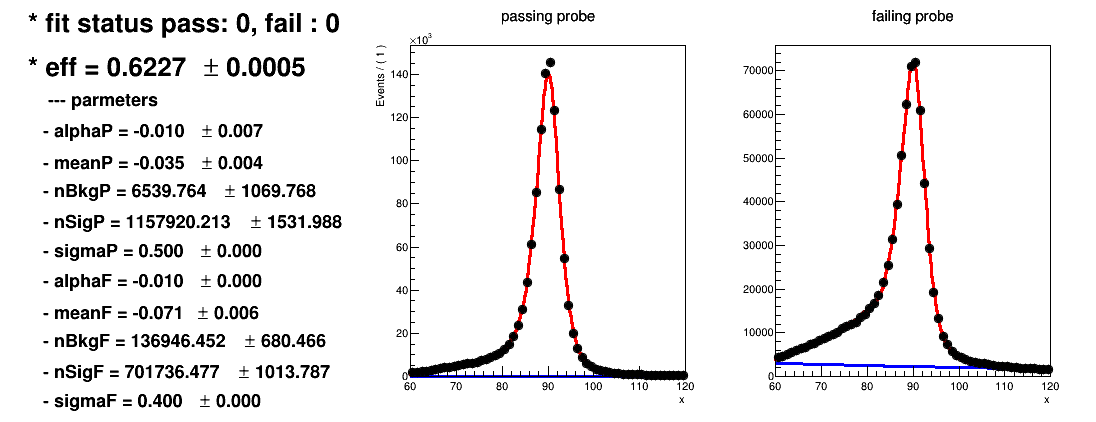 * fit status pass: 0, fail : 0
* eff = 0.6227 ± 0.0005
--- parmeters
- alphaP = -0.010 ± 0.007
- meanP = -0.035 ± 0.004
- nBkgP = 6539.764 ± 1069.768
- nSigP = 1157920.213 ± 1531.988
- sigmaP = 0.500 ± 0.000
- alphaF = -0.010 ± 0.000
- meanF = -0.071 ± 0.006
- nBkgF = 136946.452 ± 680.466
- nSigF = 701736.477 ± 1013.787
- sigmaF = 0.400 ± 0.000
passing probe
×10³
Events / ( 1 )
140
120
100
80
60
40
20
0
60 70 80 90 100 110 120
x
failing probe
70000
60000
50000
40000
30000
20000
10000
0
60 70 80 90 100 110 120
x